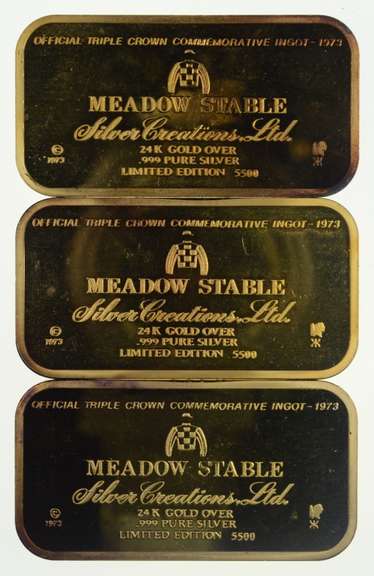 OFFICIAL TRIPLE CROWN COMMEMORATIVE INGOT-1973
MEADOW STABLE
Silver Creations, Ltd.
24K GOLD OVER
.999 PURE SILVER
LIMITED EDITION 5500
© 1973
OFFICIAL TRIPLE CROWN COMMEMORATIVE INGOT-1973
MEADOW STABLE
Silver Creations, Ltd.
24K GOLD OVER
.999 PURE SILVER
LIMITED EDITION 5500
© 1973
OFFICIAL TRIPLE CROWN COMMEMORATIVE INGOT-1973
MEADOW STABLE
Silver Creations, Ltd.
24K GOLD OVER
.999 PURE SILVER
LIMITED EDITION 5500
© 1973